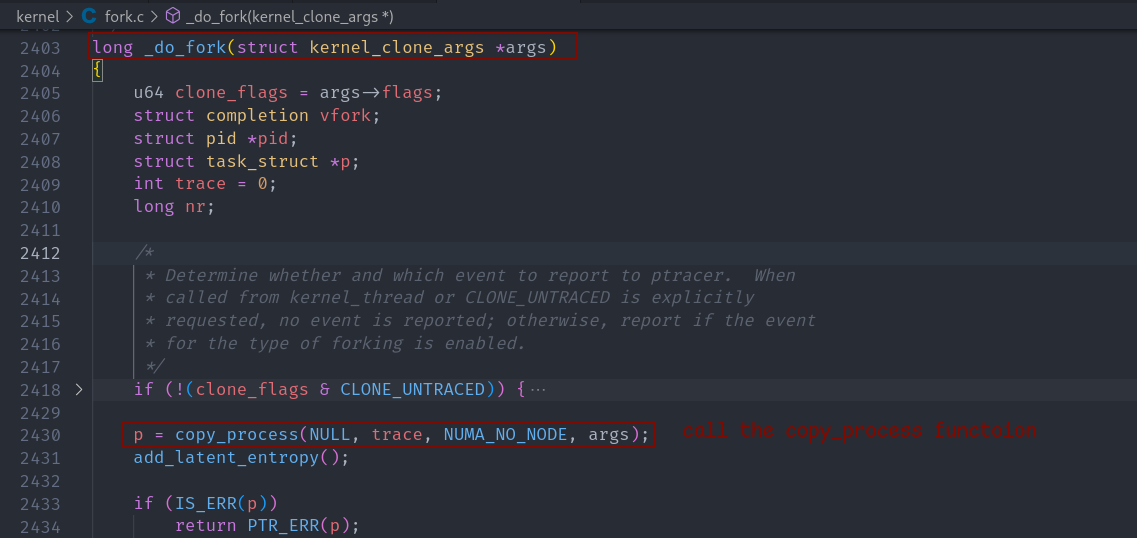 kernel > C fork.c > _do_fork(kernel_clone_args *)
2403 long _do_fork(struct kernel_clone_args *args)
2404 {
2405 u64 clone_flags = args->flags;
2406 struct completion vfork;
2407 struct pid *pid;
2408 struct task_struct *p;
2409 int trace = 0;
2410 long nr;
2411
2412 /*
2413 * Determine whether and which event to report to ptracer.  When
2414 * called from kernel_thread or CLONE_UNTRACED is explicitly
2415 * requested, no event is reported; otherwise, report if the event
2416 * for the type of forking is enabled.
2417 */
2418 > if (!(clone_flags & CLONE_UNTRACED)) {···
2429
2430 p = copy_process(NULL, trace, NUMA_NO_NODE, args); call the copy_process functoion
2431 add_latent_entropy();
2432
2433 if (IS_ERR(p))
2434 return PTR_ERR(p);